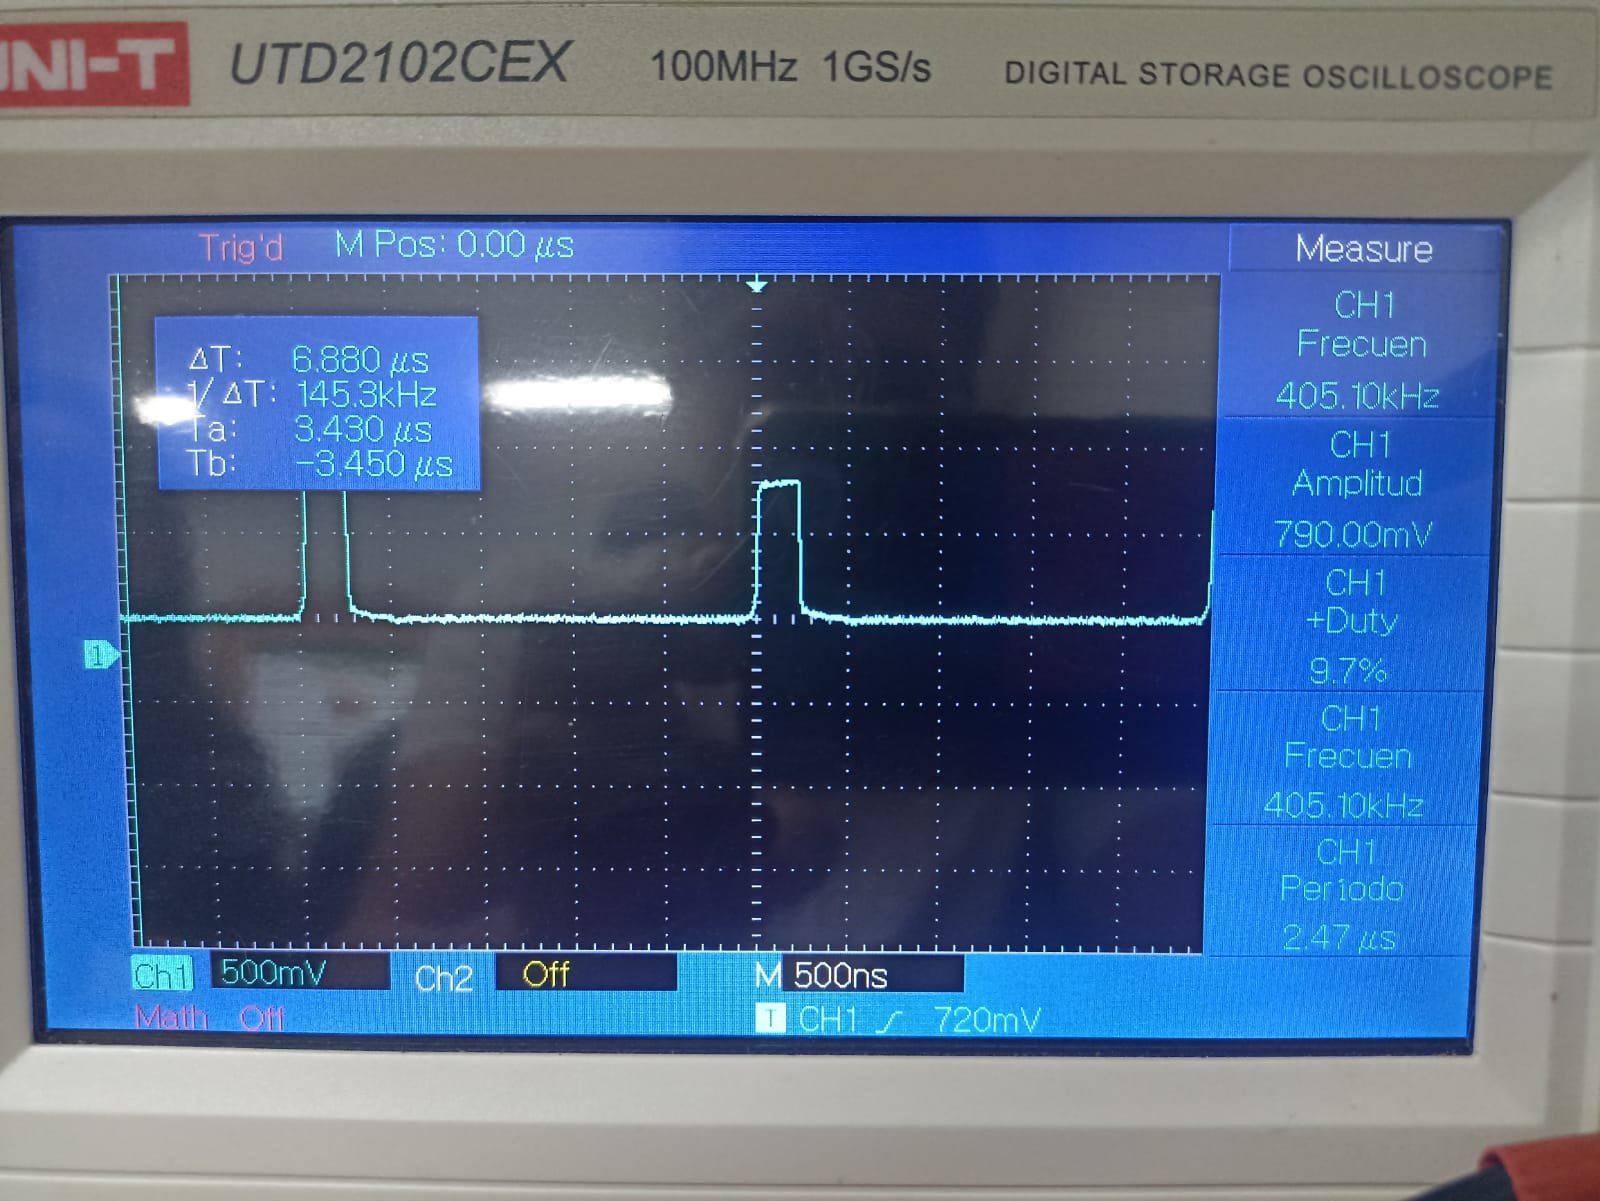 UNI-T UTD2102CEX 100MHz 1GS/s DIGITAL STORAGE OSCILLOSCOPE
Trig'd M Pos: 0.00 µs
Measure
CH1
Frecuen
405.10kHz
CH1
Amplitud
790.00mV
CH1
+Duty
9.7%
CH1
Frecuen
405.10kHz
CH1
Período
2.47 µs
ΔT: 6.880 µs
1/ΔT: 145.3kHz
Ta: 3.430 µs
Tb: -3.450 µs
1
Ch1 500mV Ch2 Off M 500ns
Math Off T CH1 720mV